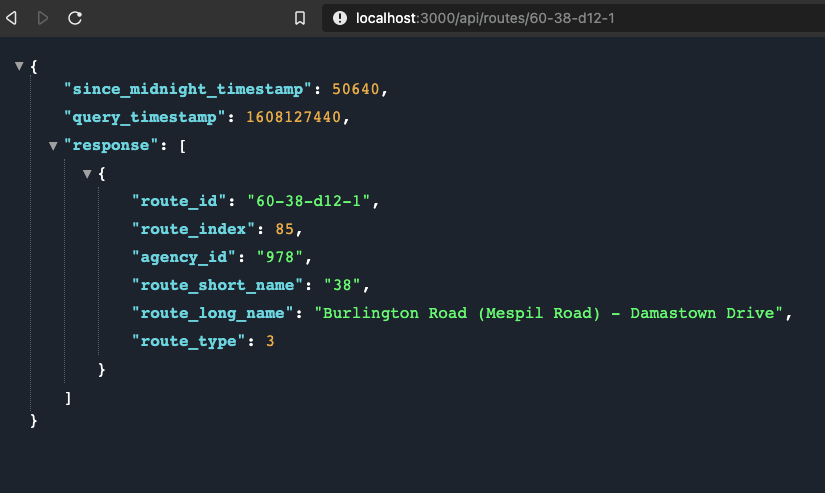 localhost:3000/api/routes/60-38-d12-1
{
"since_midnight_timestamp": 50640,
"query_timestamp": 1608127440,
"response": [
{
"route_id": "60-38-d12-1",
"route_index": 85,
"agency_id": "978",
"route_short_name": "38",
"route_long_name": "Burlington Road (Mespil Road) - Damastown Drive",
"route_type": 3
}
]
}